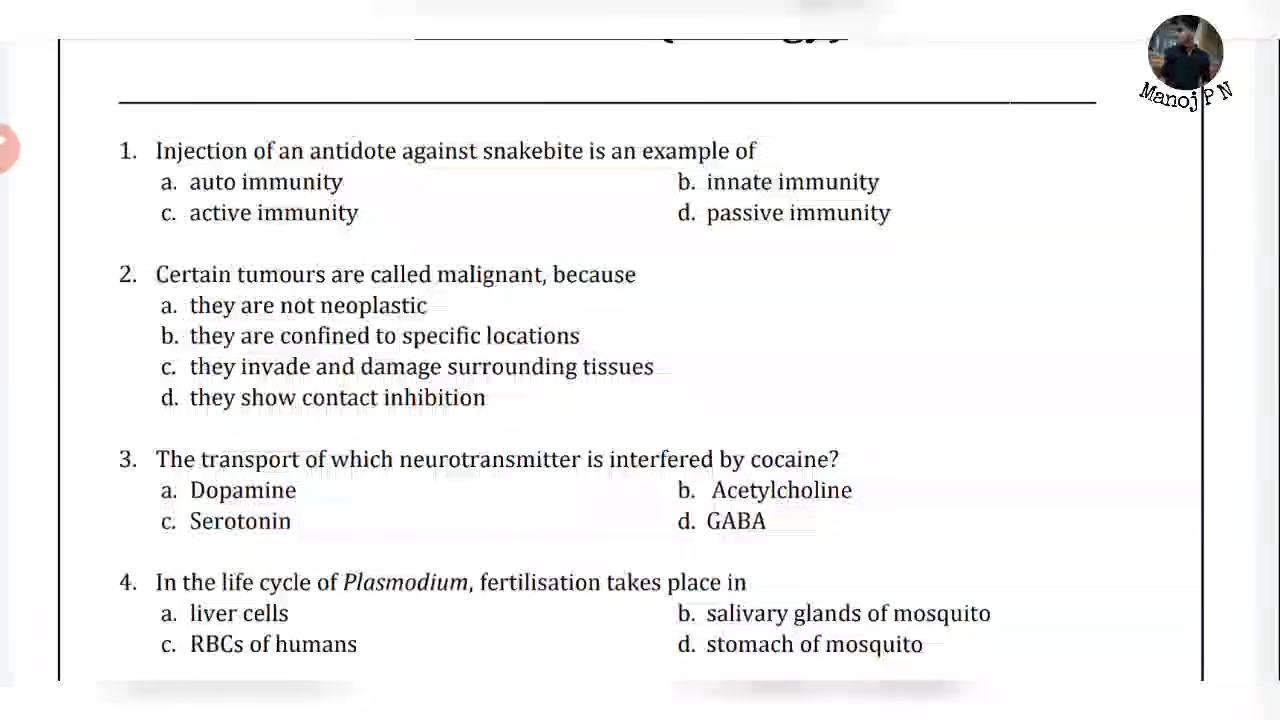 Manoj P N
1. Injection of an antidote against snakebite is an example of
a. auto immunity b. innate immunity
c. active immunity d. passive immunity
2. Certain tumours are called malignant, because
a. they are not neoplastic
b. they are confined to specific locations
c. they invade and damage surrounding tissues
d. they show contact inhibition
3. The transport of which neurotransmitter is interfered by cocaine?
a. Dopamine b. Acetylcholine
c. Serotonin d. GABA
4. In the life cycle of Plasmodium, fertilisation takes place in
a. liver cells b. salivary glands of mosquito
c. RBCs of humans d. stomach of mosquito